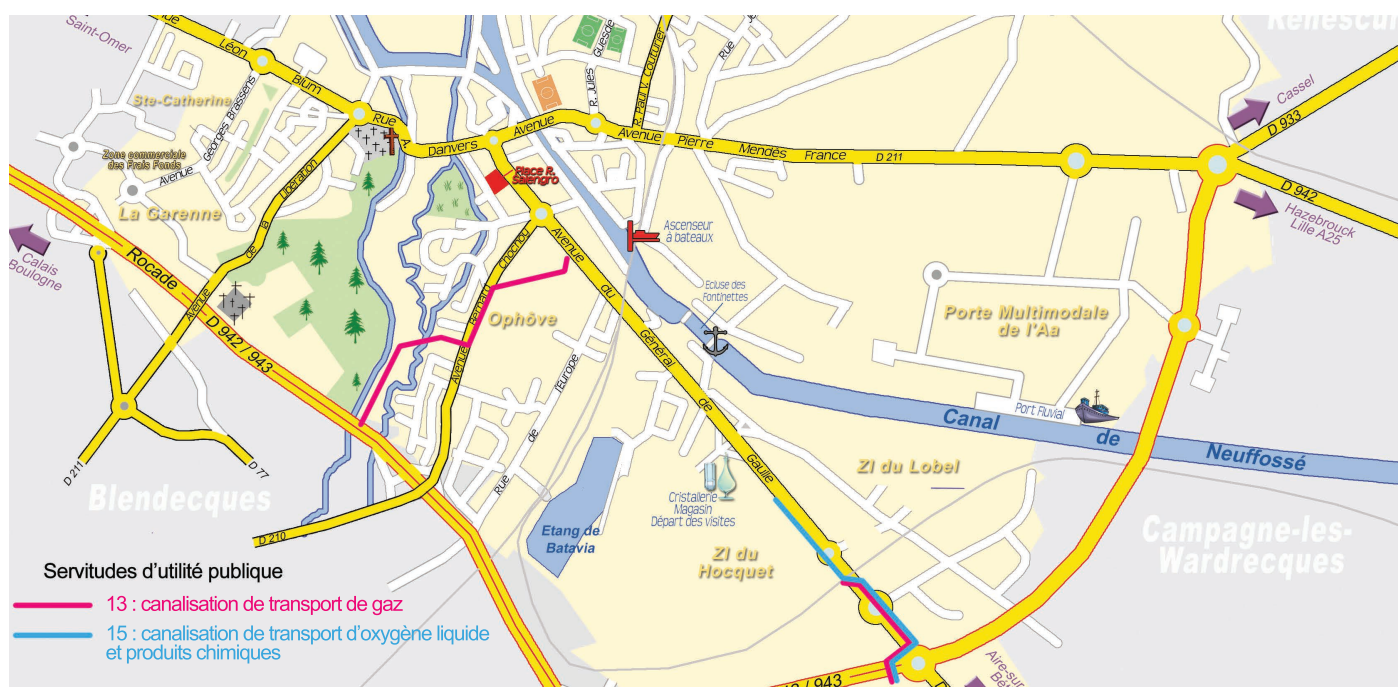 Saint-Omer
Léon
Blum
Rue
A.
Danvers
Avenue
R. Jules
Guesde
R. Paul V. Couturier
Rue
Avenue Pierre Mendès France
D 211
Cassel
D 933
D 942
Hazebrouck
Lille A25
Ste-Catherine
Georges Brassens
Avenue
Zone commerciale
des Frais Fonds
La Garenne
Avenue de la Libération
Calais
Boulogne
Rocade D 942 / 943
Place R.
Salengro
Ascenseur
à bateaux
Ecluse des
Fontinettes
Avenue Bernard Chochoy
Ophôve
Avenue du Général de Gaulle
Rue de l'Europe
Porte Multimodale
de l'Aa
Port Fluvial
Canal de Neuffossé
ZI du Lobel
Cristallerie
Magasin
Départ des visites
Etang de
Batavia
ZI du
Hocquet
Campagne-les-
Wardrecques
D 211
D 77
Blendecques
D 210
Servitudes d'utilité publique
13 : canalisation de transport de gaz
15 : canalisation de transport d'oxygène liquide
et produits chimiques
/ 943